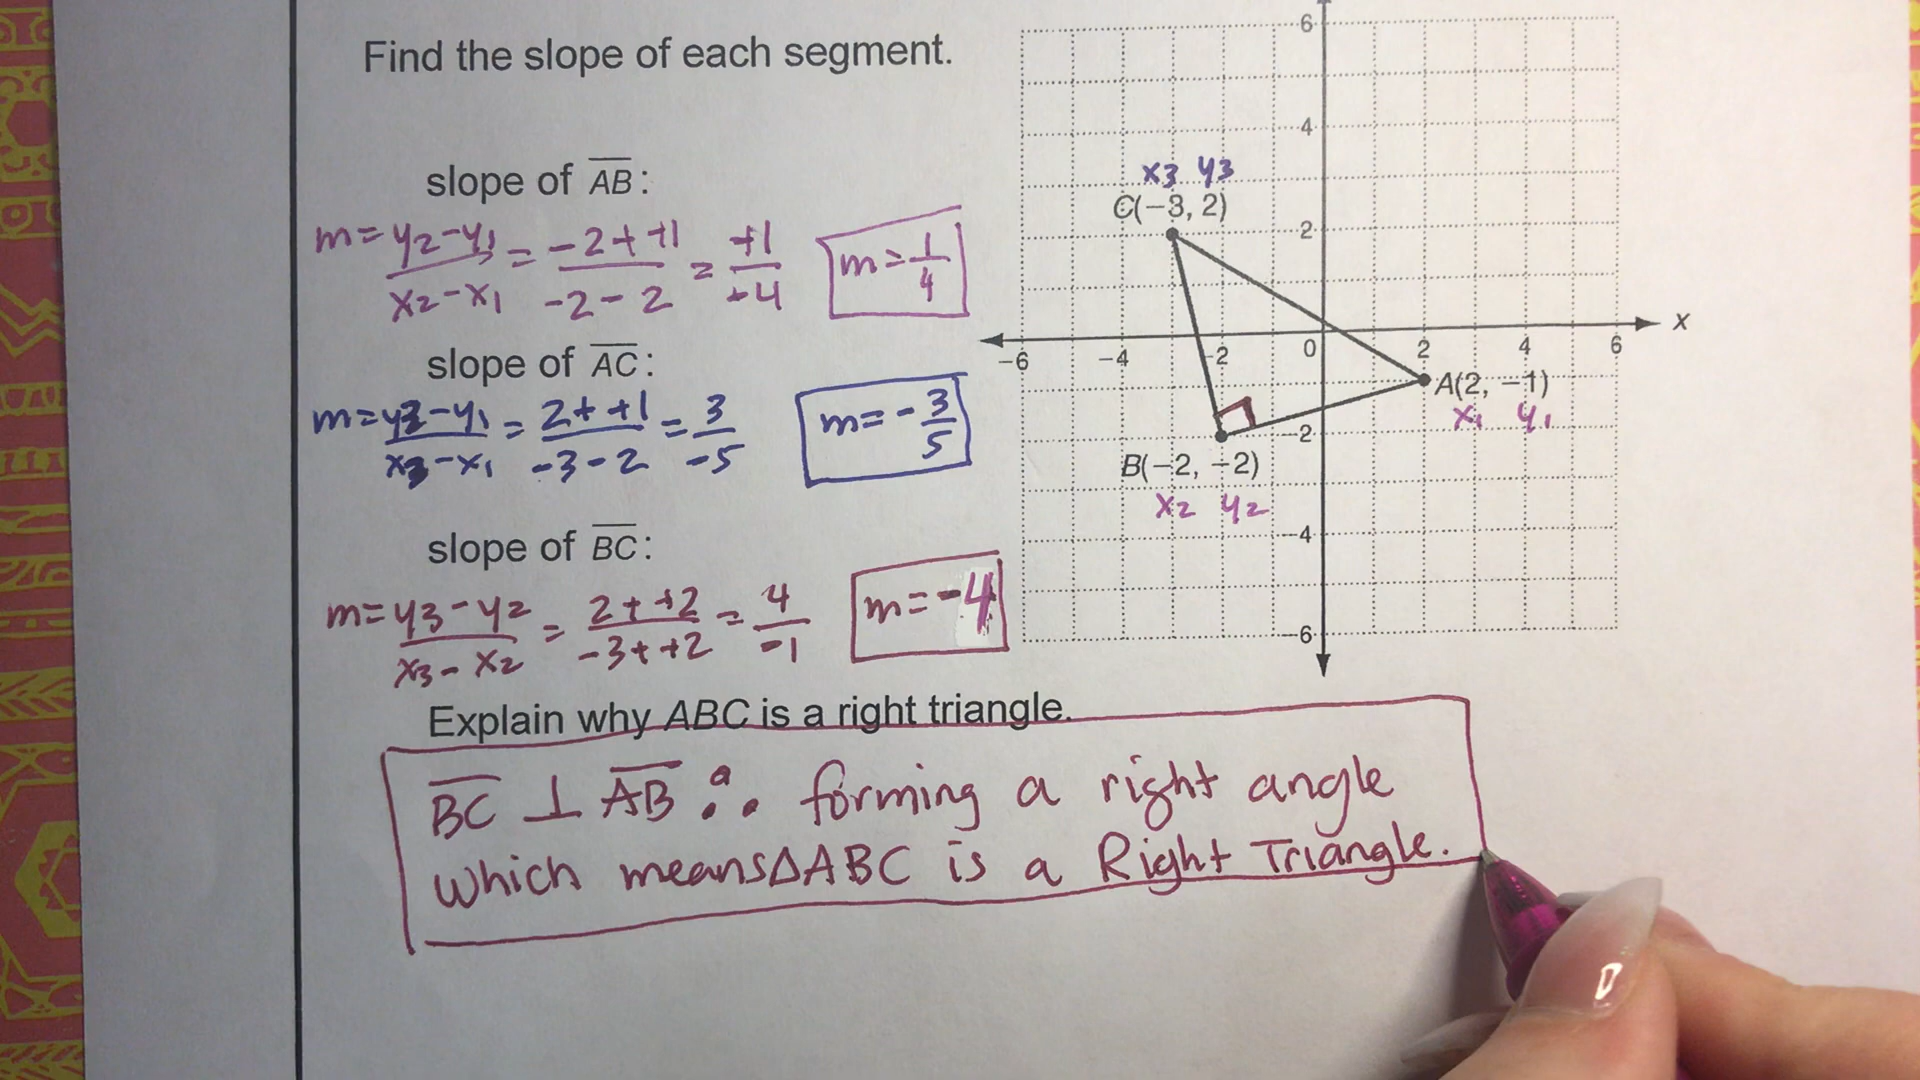 Find the slope of each segment.
slope of AB:
m=y2-y1/x2-x1 = -2++1/-2-2 = +1/+4 m=1/4
slope of AC:
m=y3-y1/x3-x1 = 2++1/-3-2 = 3/-5 m=-3/5
slope of BC:
m=y3-y2/x3-x2 = 2++2/-3++2 = 4/-1 m=-4
Explain why ABC is a right triangle.
BC ⊥ AB ∴ forming a right angle
which means△ABC is a Right Triangle.
6
4
x3 y3
C(−3, 2)
2
x
−6 −4 −2 0 2 4 6
A(2, −1)
x1 y1
−2
B(−2, −2)
x2 y2
−4
−6